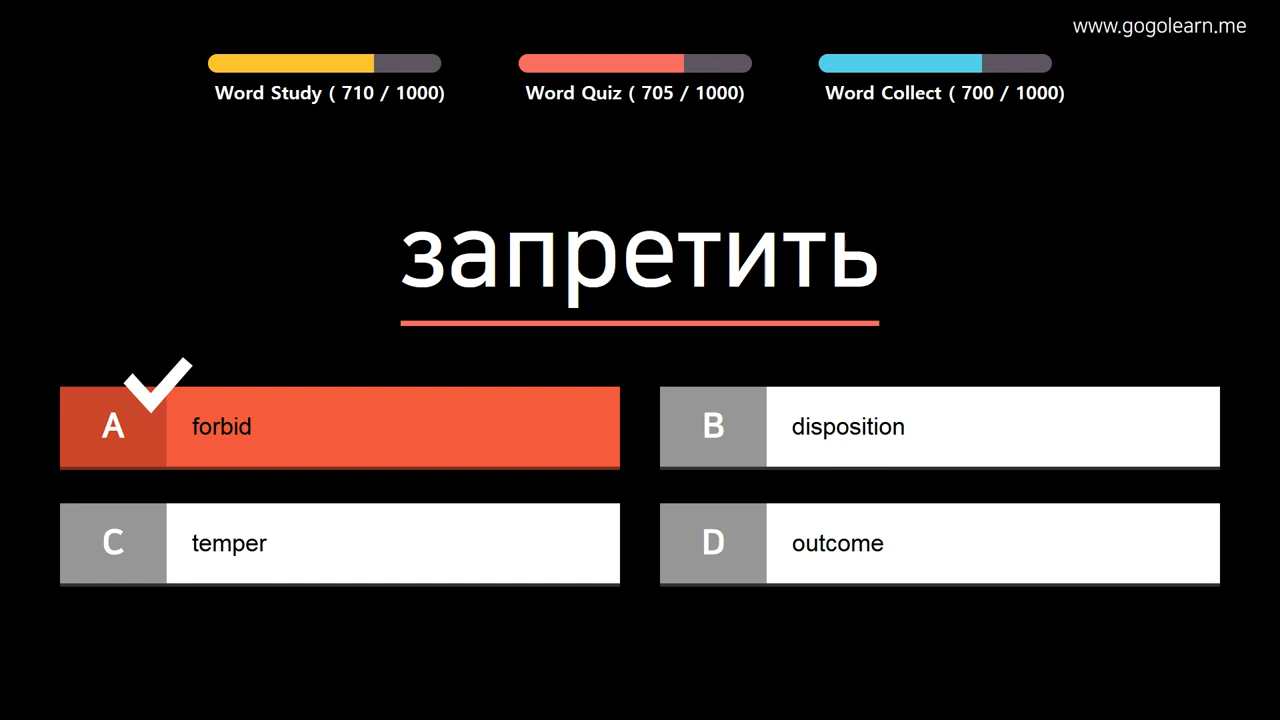 www.gogolearn.me
Word Study ( 710 / 1000)
Word Quiz ( 705 / 1000)
Word Collect ( 700 / 1000)
запретить
A forbid
B disposition
C temper
D outcome